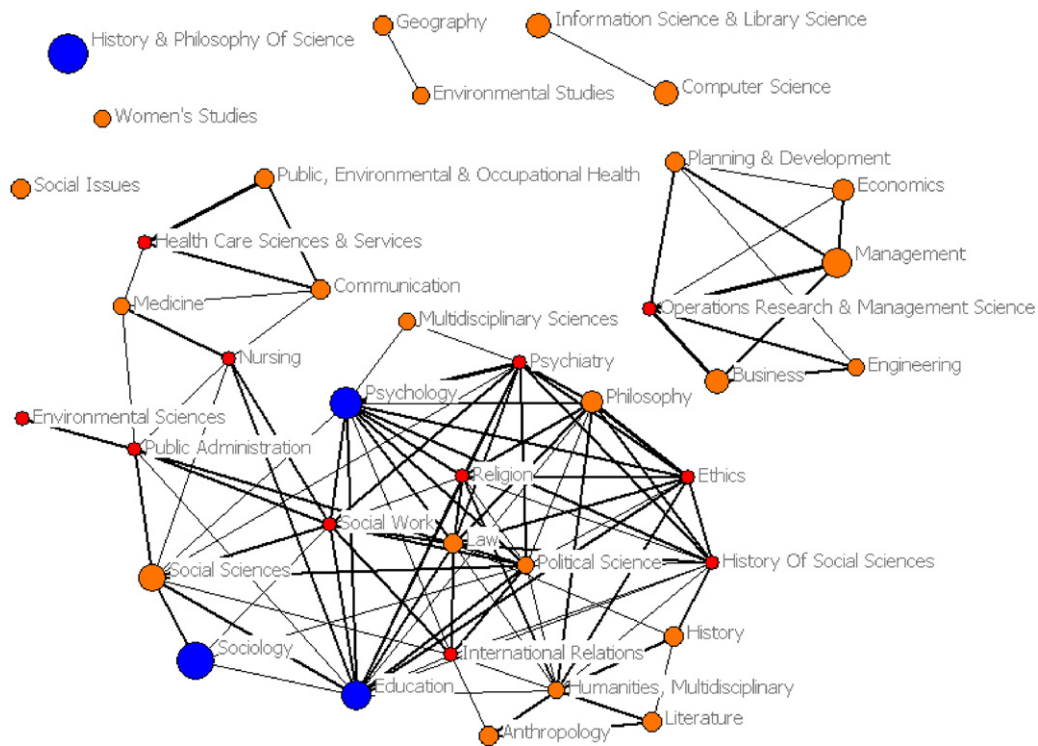 Geography
Information Science & Library Science
History & Philosophy Of Science
Computer Science
Environmental Studies
Women's Studies
Planning & Development
Public, Environmental & Occupational Health
Social Issues
Economics
Health Care Sciences & Services
Management
Communication
Medicine
Operations Research & Management Science
Multidisciplinary Sciences
Nursing
Psychiatry
Engineering
Business
Psychology
Philosophy
Environmental Sciences
Public Administration
Religion
Ethics
Social Work
Law
Political Science
History Of Social Sciences
Social Sciences
History
Sociology
International Relations
Education
Humanities, Multidisciplinary
Literature
Anthropology